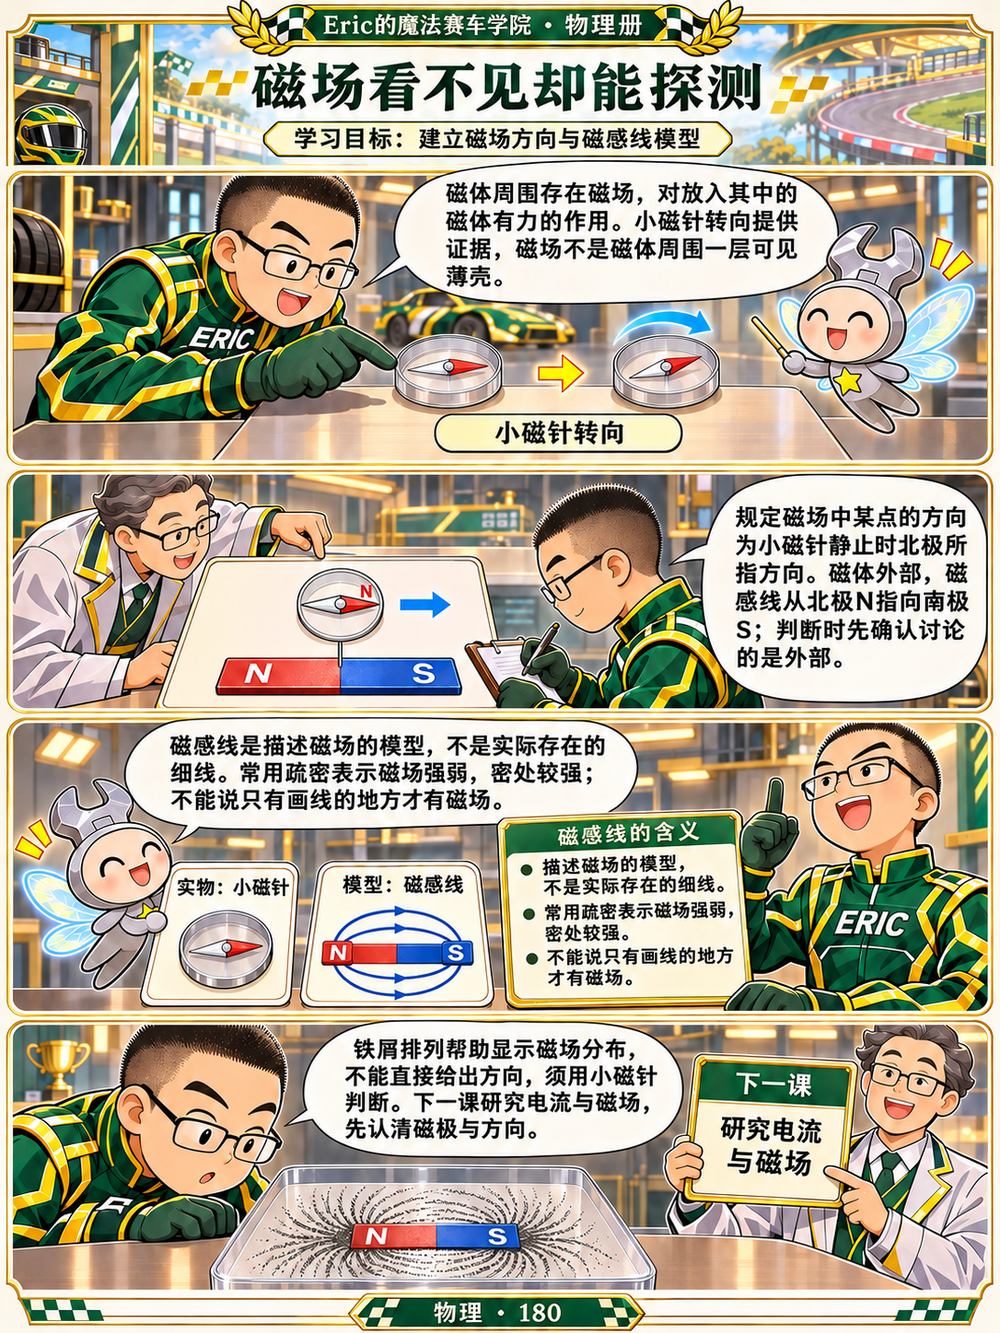 Eric的魔法赛车学院 · 物理册
磁场看不见却能探测
学习目标：建立磁场方向与磁感线模型
磁体周围存在磁场，对放入其中的
磁体有力的作用。小磁针转向提供
证据，磁场不是磁体周围一层可见
薄壳。
ERIC
小磁针转向
规定磁场中某点的方向
为小磁针静止时北极所
指方向。磁体外部，磁
感线从北极N指向南极
S；判断时先确认讨论
的是外部。
N
N
S
磁感线是描述磁场的模型，不是实际存在的
细线。常用疏密表示磁场强弱，密处较强；
不能说只有画线的地方才有磁场。
实物：小磁针
模型：磁感线
N
S
磁感线的含义
描述磁场的模型，
不是实际存在的细线。
常用疏密表示磁场强弱，
密处较强。
不能说只有画线的地方
才有磁场。
ERIC
铁屑排列帮助显示磁场分布，
不能直接给出方向，须用小磁针
判断。下一课研究电流与磁场，
先认清磁极与方向。
下一课
研究电流
与磁场
N
S
物理 · 180